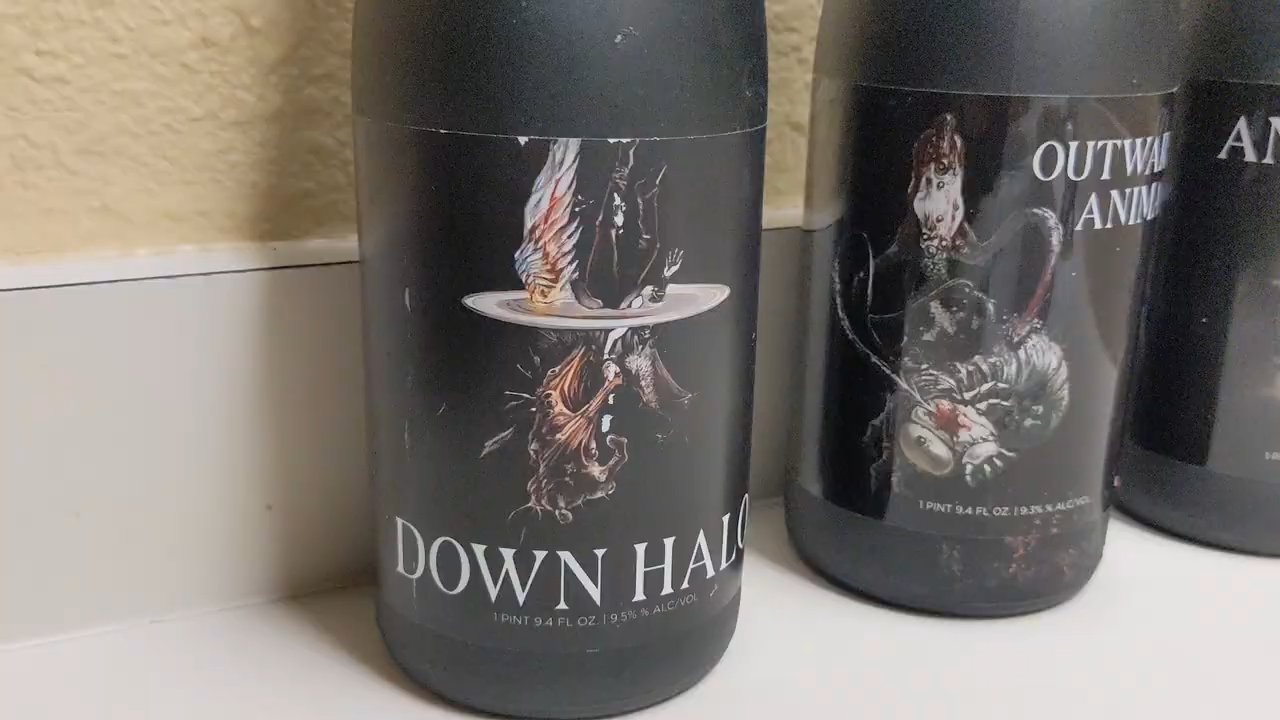 DOWN HALO
1 PINT 9.4 FL OZ. | 9.5% % ALC/VOL
OUTWA
ANIM
1 PINT 9.4 FL OZ. | 9.3% % ALC/VOL
AN